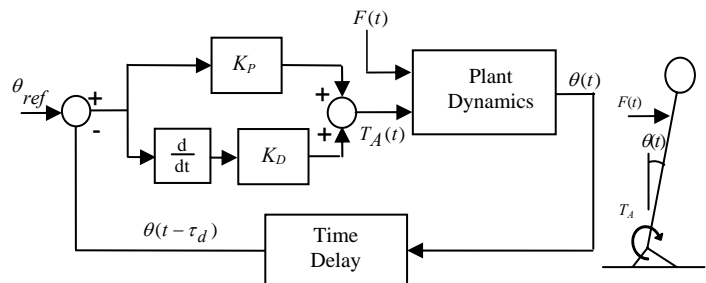 F(t)
K_P
Plant
Dynamics
θ(t)
θ_ref
+
-
+
+
T_A(t)
d
dt
K_D
θ(t − τ_d)
Time
Delay
F(t)
θ(t)
T_A